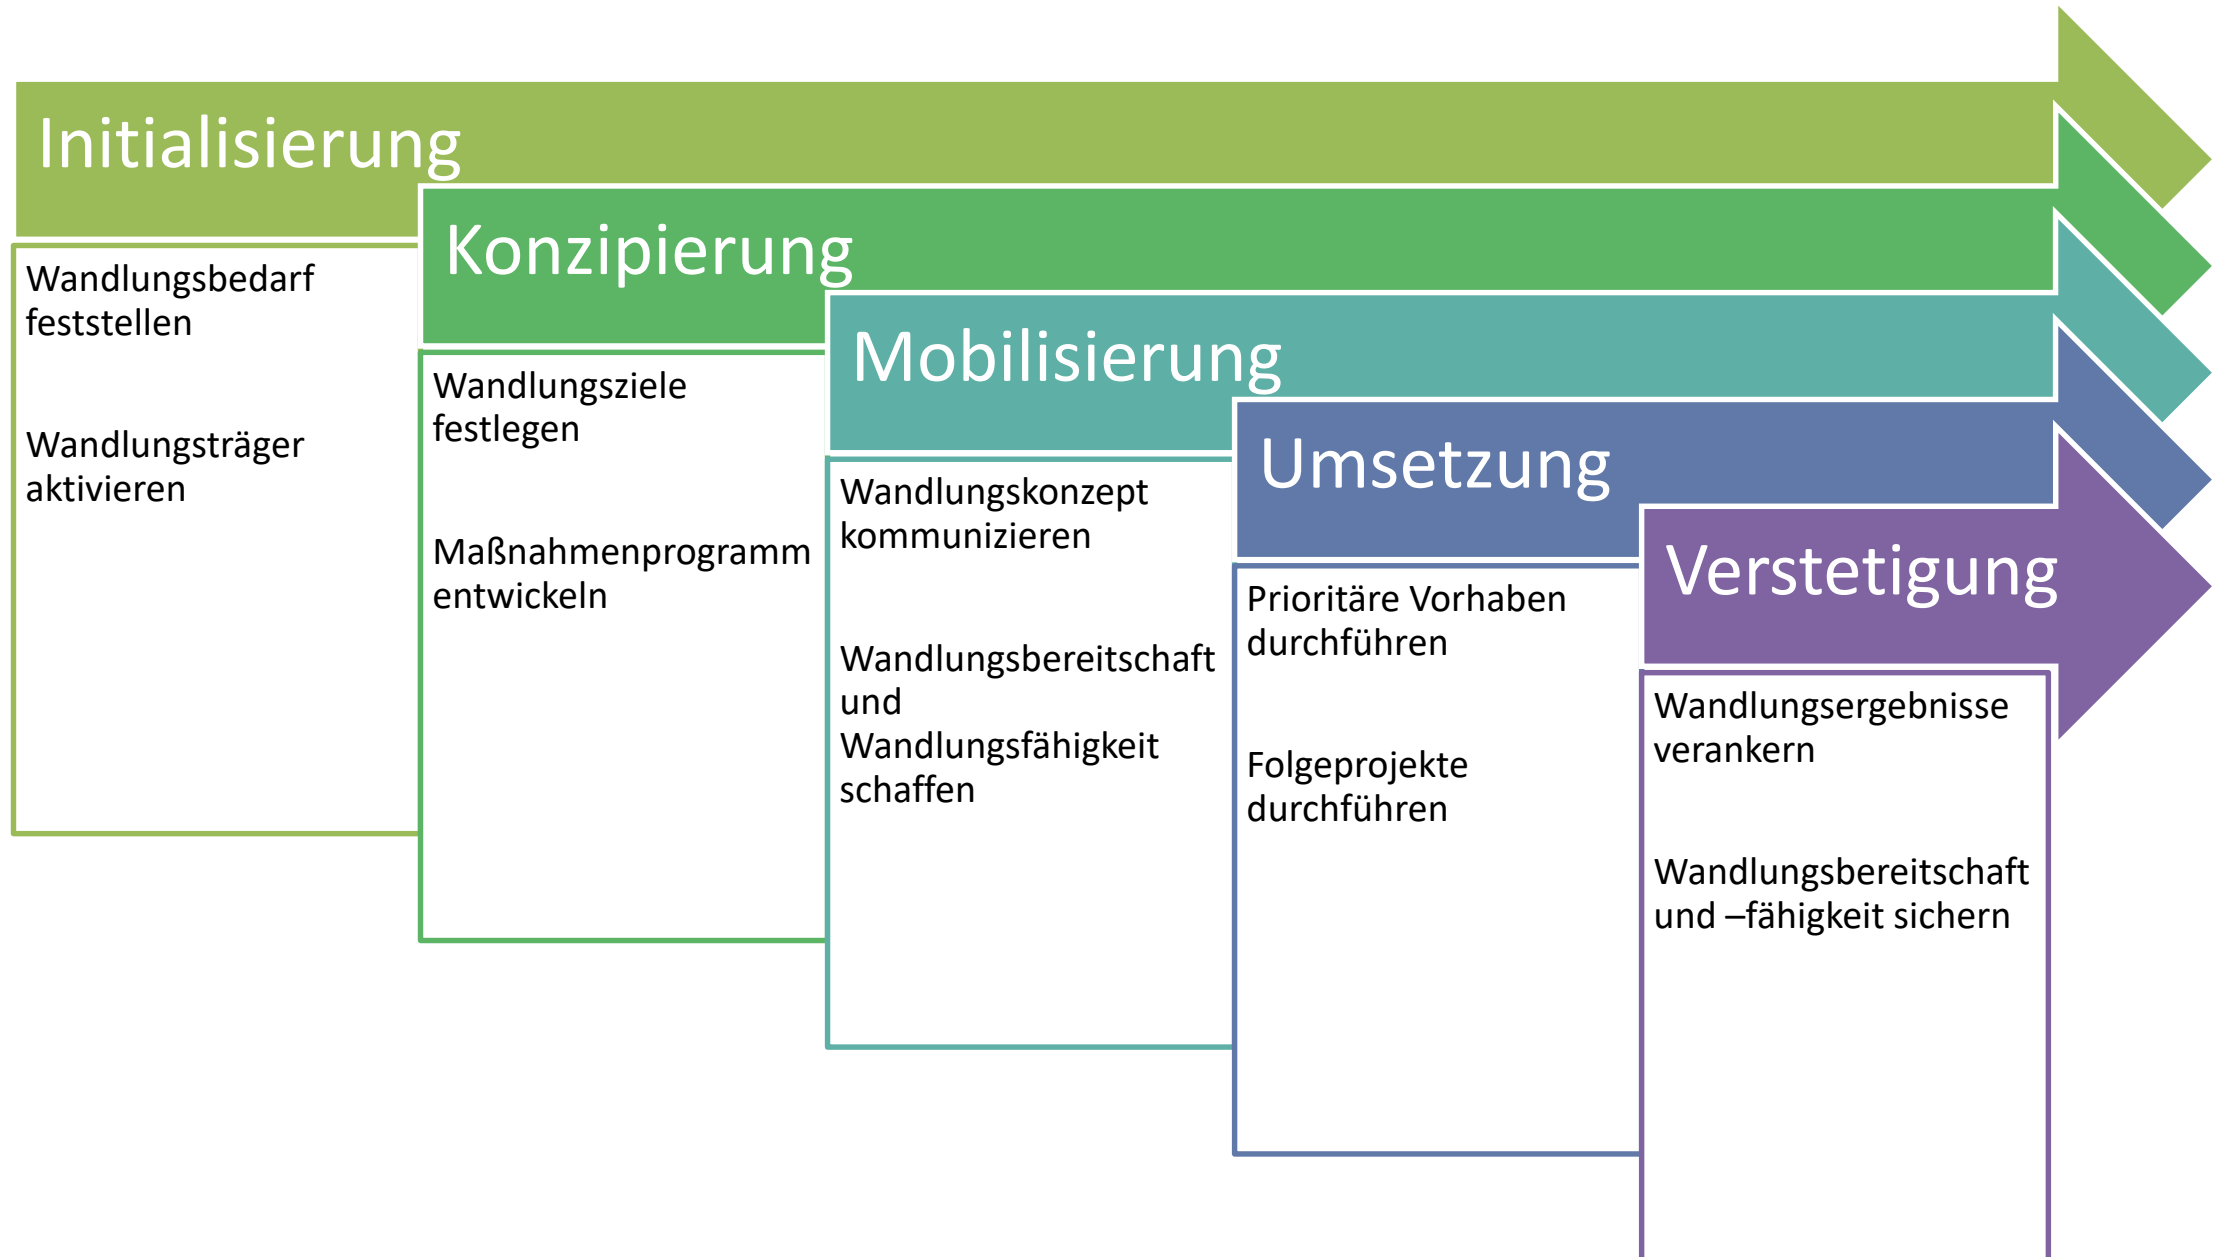 Initialisierung
Wandlungsbedarf
feststellen
Wandlungsträger
aktivieren
Konzipierung
Wandlungsziele
festlegen
Maßnahmenprogramm
entwickeln
Mobilisierung
Wandlungskonzept
kommunizieren
Wandlungsbereitschaft
und
Wandlungsfähigkeit
schaffen
Umsetzung
Prioritäre Vorhaben
durchführen
Folgeprojekte
durchführen
Verstetigung
Wandlungsergebnisse
verankern
Wandlungsbereitschaft
und –fähigkeit sichern